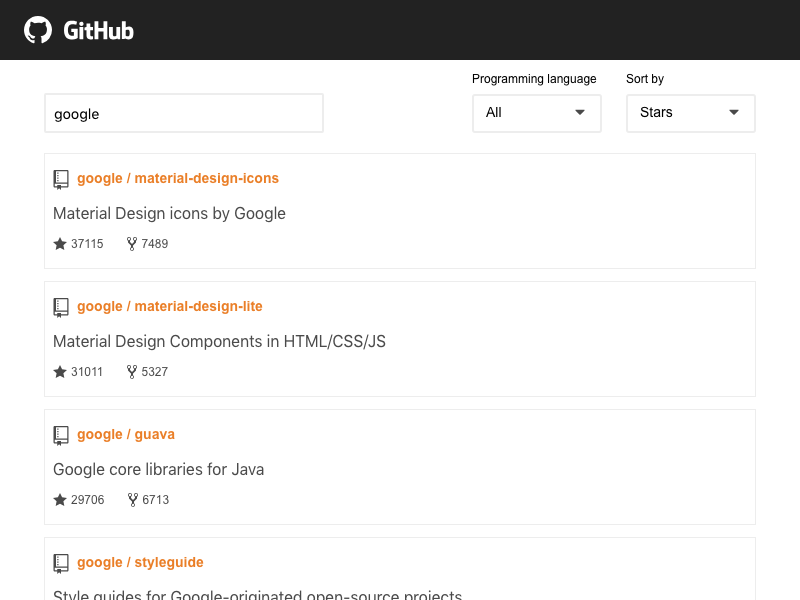 GitHub
Programming language
Sort by
google
All
Stars
google / material-design-icons
Material Design icons by Google
37115 7489
google / material-design-lite
Material Design Components in HTML/CSS/JS
31011 5327
google / guava
Google core libraries for Java
29706 6713
google / styleguide
Style guides for Google-originated open-source projects